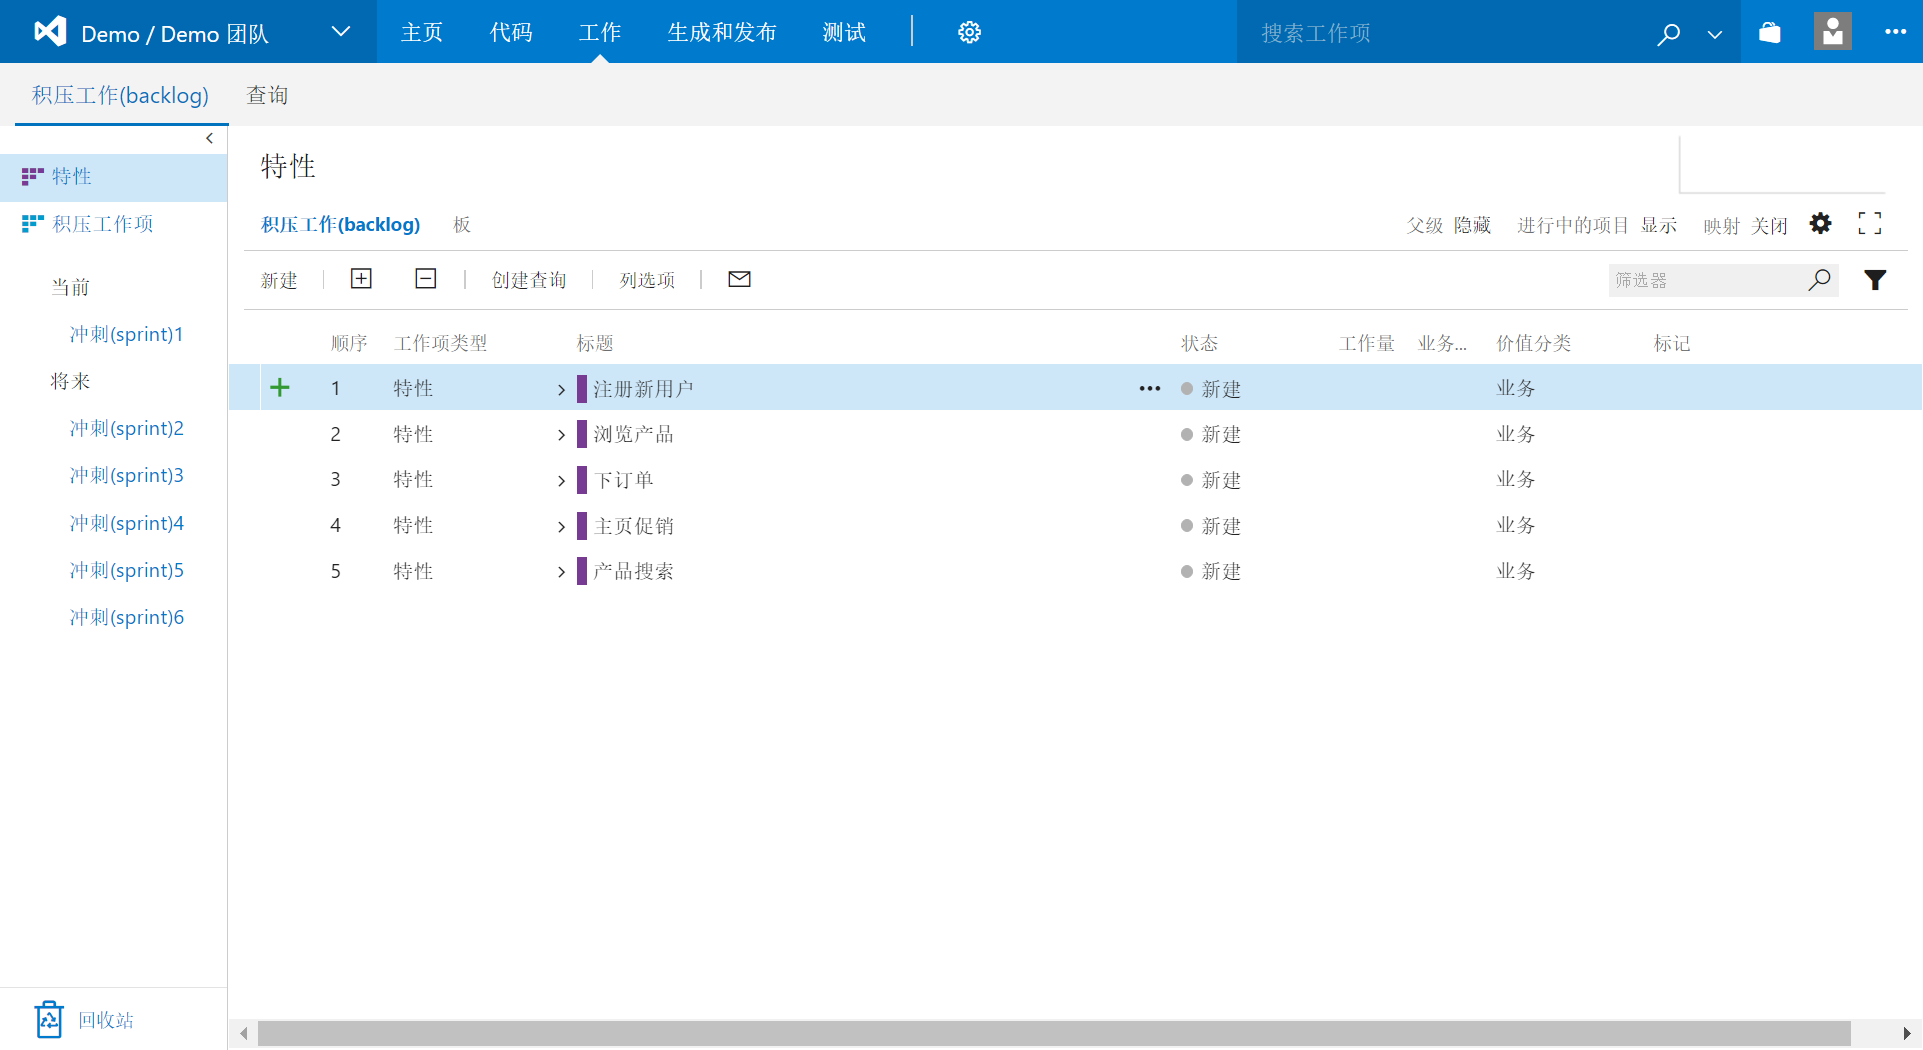 Demo / Demo 团队 主页 代码 工作 生成和发布 测试 搜索工作项
积压工作(backlog) 查询
特性
积压工作项
当前
冲刺(sprint)1
将来
冲刺(sprint)2
冲刺(sprint)3
冲刺(sprint)4
冲刺(sprint)5
冲刺(sprint)6
回收站
特性
积压工作(backlog) 板 父级 隐藏 进行中的项目 显示 映射 关闭
新建 创建查询 列选项 筛选器
顺序 工作项类型 标题 状态 工作量 业务... 价值分类 标记
1 特性 注册新用户 新建 业务
2 特性 浏览产品 新建 业务
3 特性 下订单 新建 业务
4 特性 主页促销 新建 业务
5 特性 产品搜索 新建 业务